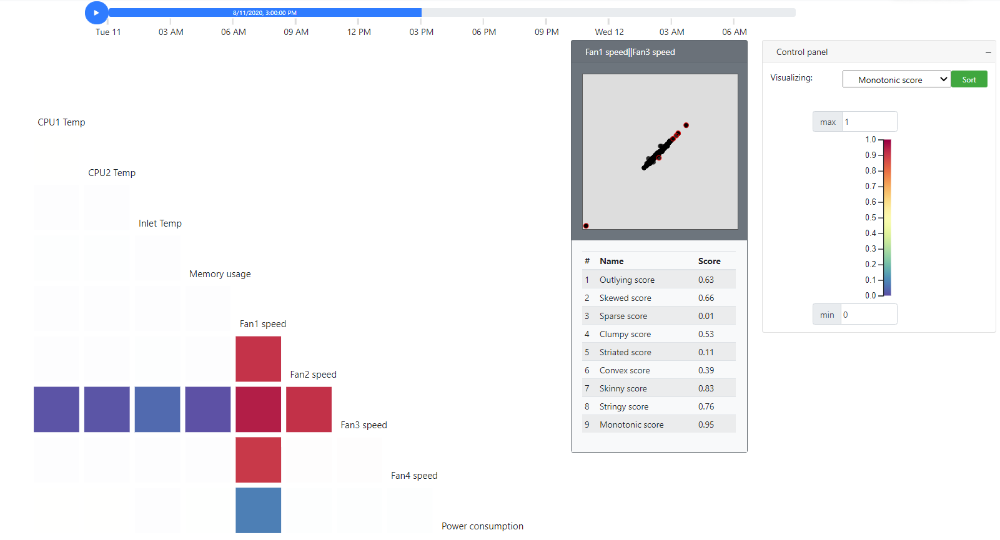 8/11/2020, 3:00:00 PM
Tue 11 03 AM 06 AM 09 AM 12 PM 03 PM 06 PM 09 PM Wed 12 03 AM 06 AM
CPU1 Temp
CPU2 Temp
Inlet Temp
Memory usage
Fan1 speed
Fan2 speed
Fan3 speed
Fan4 speed
Power consumption
Fan1 speed||Fan3 speed
# Name Score
1 Outlying score 0.63
2 Skewed score 0.66
3 Sparse score 0.01
4 Clumpy score 0.53
5 Striated score 0.11
6 Convex score 0.39
7 Skinny score 0.83
8 Stringy score 0.76
9 Monotonic score 0.95
Control panel
Visualizing: Monotonic score Sort
max 1
1.0
0.9
0.8
0.7
0.6
0.5
0.4
0.3
0.2
0.1
0.0
min 0